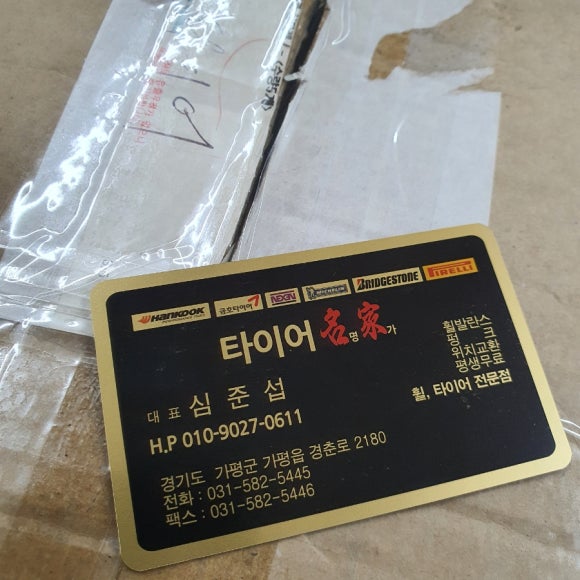 HANKOOK 금호타이어 NEXEN MICHELIN BRIDGESTONE PIRELLI
타이어 名명 家가
휠발란스
펑 크
위치교환
평생무료
휠, 타이어 전문점
대 표 심 준 섭
H.P 010-9027-0611
경기도 가평군 가평읍 경춘로 2180
전화 : 031-582-5445
팩스 : 031-582-5446